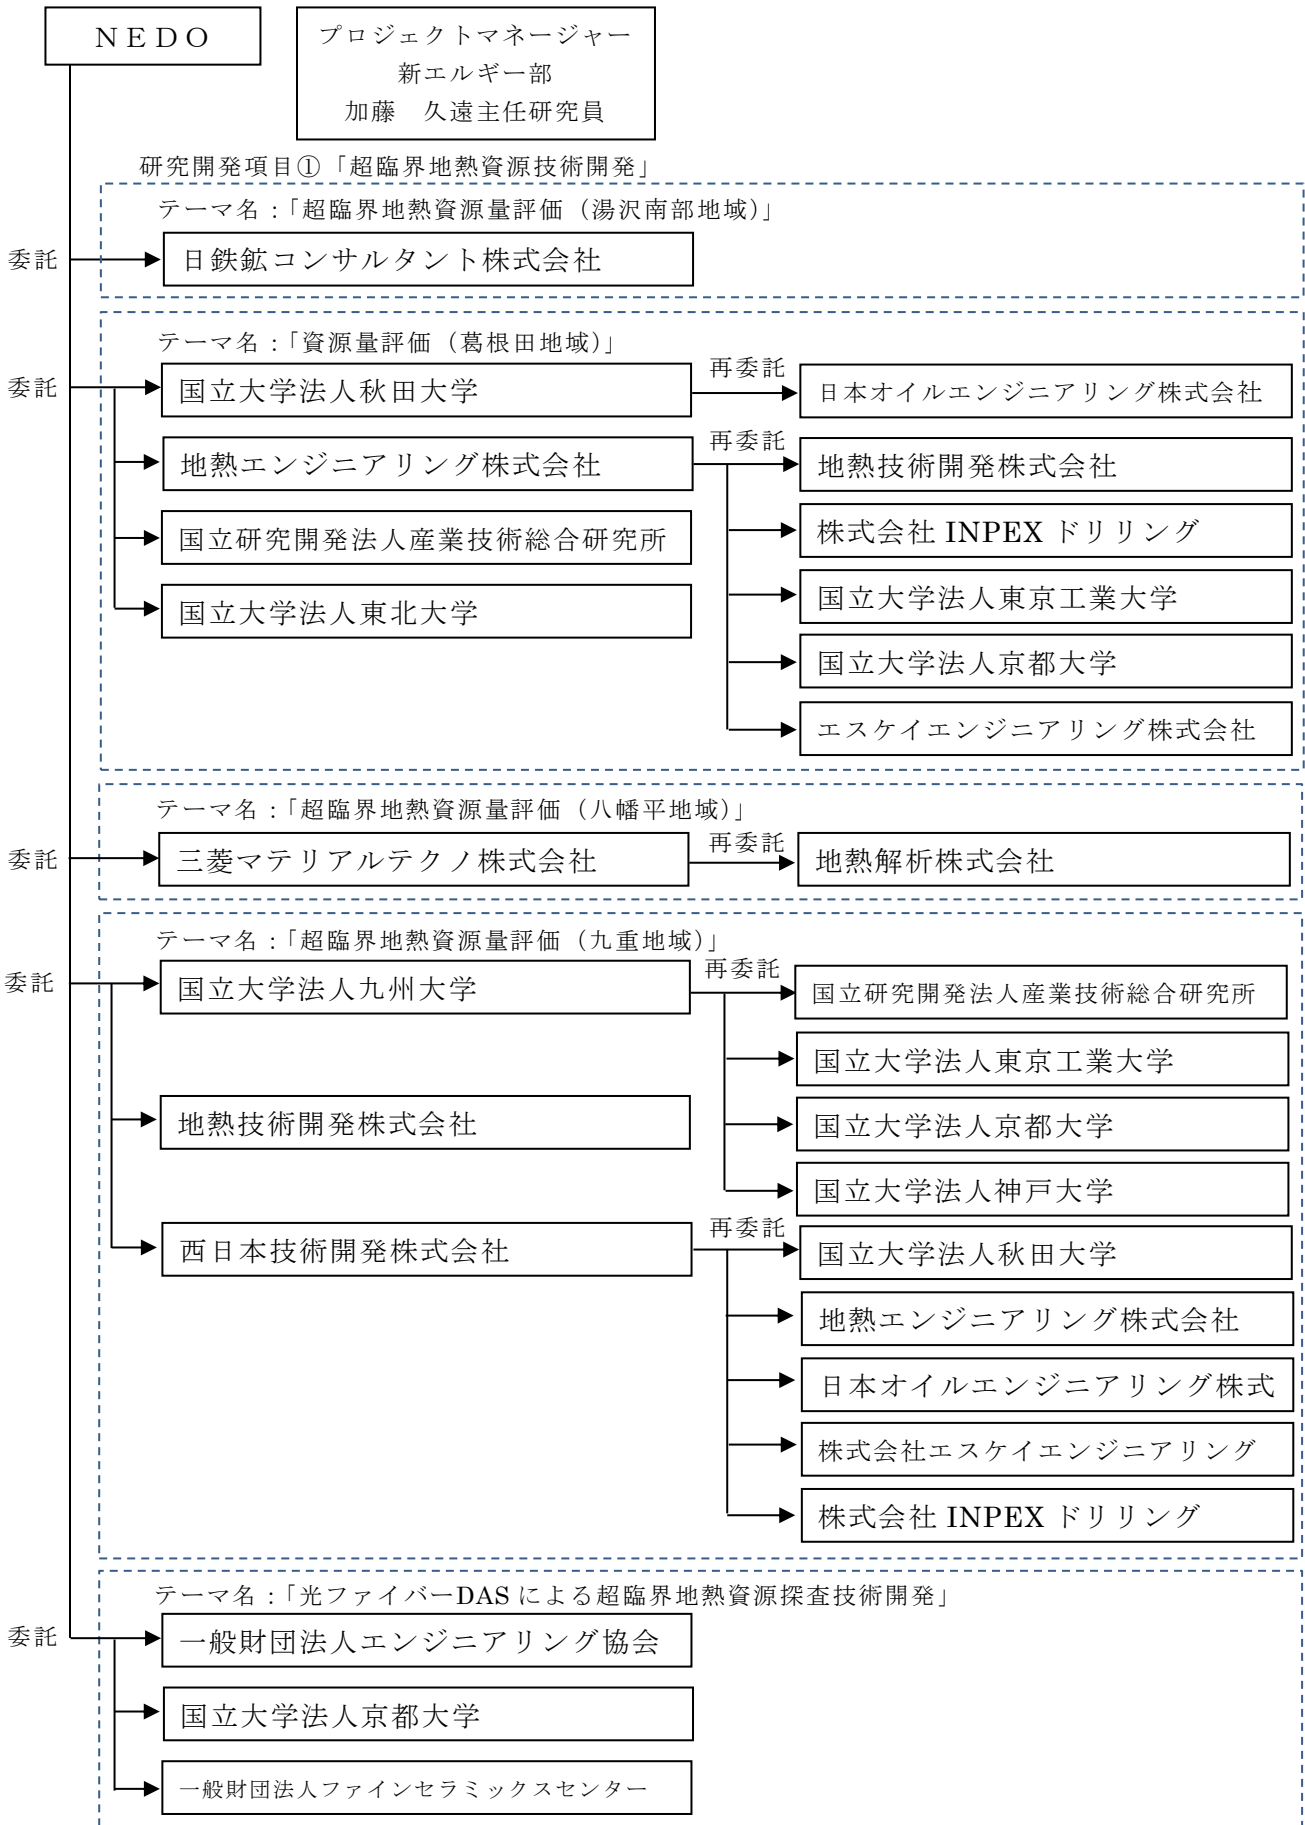 ＮＥＤＯ
プロジェクトマネージャー
新エルギー部
加藤　久遠主任研究員
研究開発項目①「超臨界地熱資源技術開発」
テーマ名：「超臨界地熱資源量評価（湯沢南部地域）」
委託
日鉄鉱コンサルタント株式会社
テーマ名：「資源量評価（葛根田地域）」
委託
国立大学法人秋田大学
再委託
日本オイルエンジニアリング株式会社
地熱エンジニアリング株式会社
再委託
地熱技術開発株式会社
株式会社 INPEX ドリリング
国立研究開発法人産業技術総合研究所
国立大学法人東京工業大学
国立大学法人東北大学
国立大学法人京都大学
エスケイエンジニアリング株式会社
テーマ名：「超臨界地熱資源量評価（八幡平地域）」
委託
三菱マテリアルテクノ株式会社
再委託
地熱解析株式会社
テーマ名：「超臨界地熱資源量評価（九重地域）」
委託
国立大学法人九州大学
再委託
国立研究開発法人産業技術総合研究所
国立大学法人東京工業大学
地熱技術開発株式会社
国立大学法人京都大学
国立大学法人神戸大学
西日本技術開発株式会社
再委託
国立大学法人秋田大学
地熱エンジニアリング株式会社
日本オイルエンジニアリング株式
株式会社エスケイエンジニアリング
株式会社 INPEX ドリリング
テーマ名：「光ファイバーDAS による超臨界地熱資源探査技術開発」
委託
一般財団法人エンジニアリング協会
国立大学法人京都大学
一般財団法人ファインセラミックスセンター